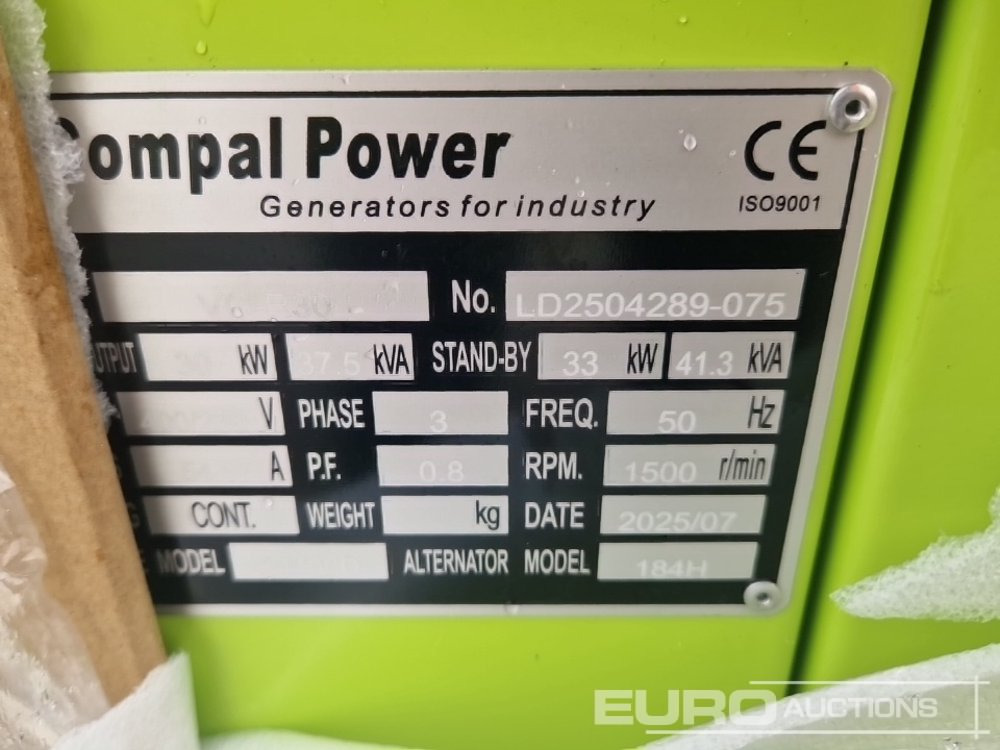 ompal Power
CE
Generators for industry
ISO9001
No. LD2504289-075
kW 37.5 kVA STAND-BY 33 kW 41.3 kVA
V PHASE 3 FREQ. 50 Hz
A P.F. 0.8 RPM. 1500 r/min
CONT. WEIGHT kg DATE 2025/07
MODEL ALTERNATOR MODEL 184H
EURO AUCTIONS